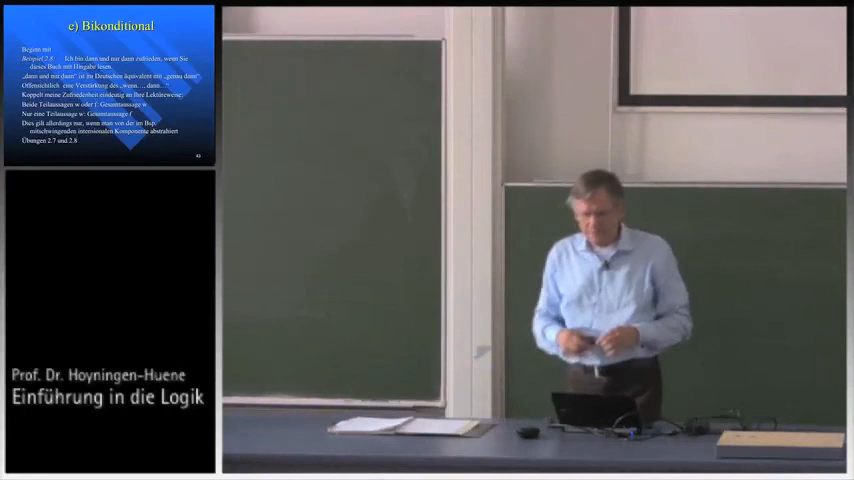 e) Bikonditional
Beginn mit
Beispiel 2.8 Ich bin dann und nur dann zufrieden, wenn Sie
dieses Buch mit Hingabe lesen.
„dann und nur dann“ ist im Deutschen äquivalent mit „genau dann“
Offensichtlich eine Verstärkung des „wenn..., dann...“
Koppelt meine Zufriedenheit eindeutig an Ihre Lektüreweise:
Beide Teilaussagen w oder f: Gesamtaussage w
Nur eine Teilaussage w: Gesamtaussage f
Dies gilt allerdings nur, wenn man von der im Bsp.
mitschwingenden intensionalen Komponente abstrahiert
Übungen 2.7 und 2.8
43
Prof. Dr. Hoyningen-Huene
Einführung in die Logik